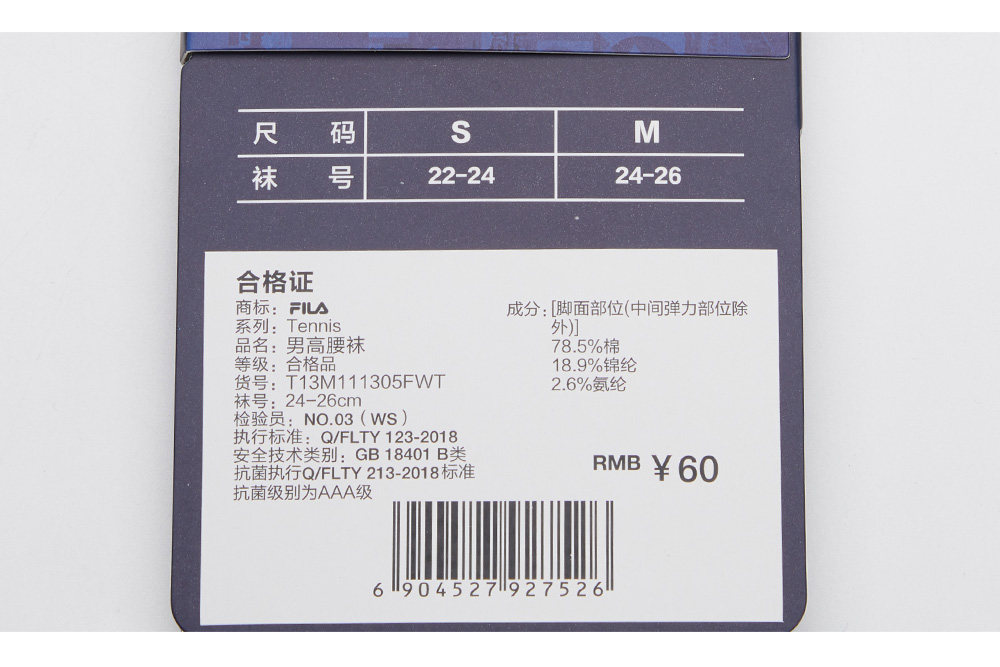 尺 码 S M
袜 号 22-24 24-26
合格证
商标: FILA
系列: Tennis
品名: 男高腰袜
等级: 合格品
货号: T13M111305FWT
袜号: 24-26cm
检验员: NO.03（WS）
执行标准: Q/FLTY 123-2018
安全技术类别: GB 18401 B类
抗菌执行Q/FLTY 213-2018标准
抗菌级别为AAA级
成分: [脚面部位(中间弹力部位除
外)]
78.5%棉
18.9%锦纶
2.6%氨纶
RMB ￥60
6 904527 927526